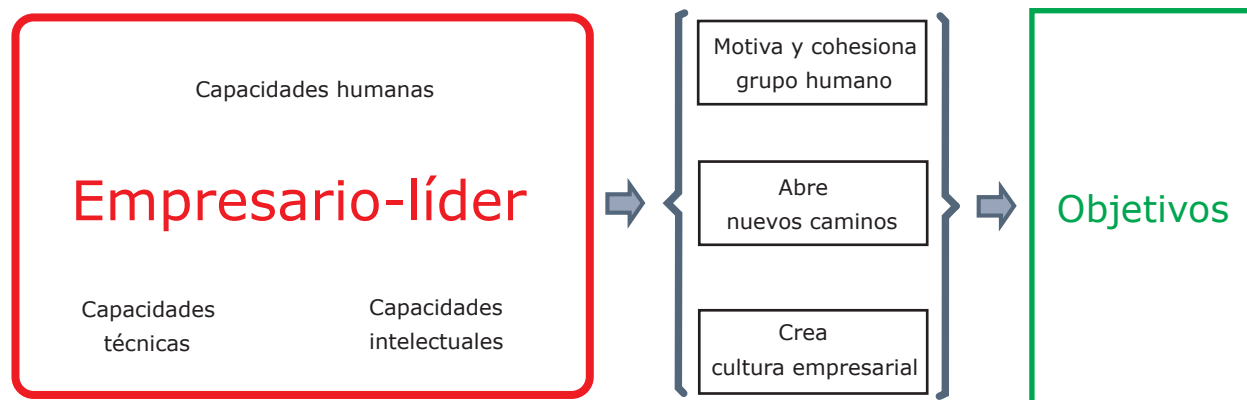 Capacidades humanas
Empresario-líder
Capacidades
técnicas
Capacidades
intelectuales
Motiva y cohesiona
grupo humano
Abre
nuevos caminos
Crea
cultura empresarial
Objetivos